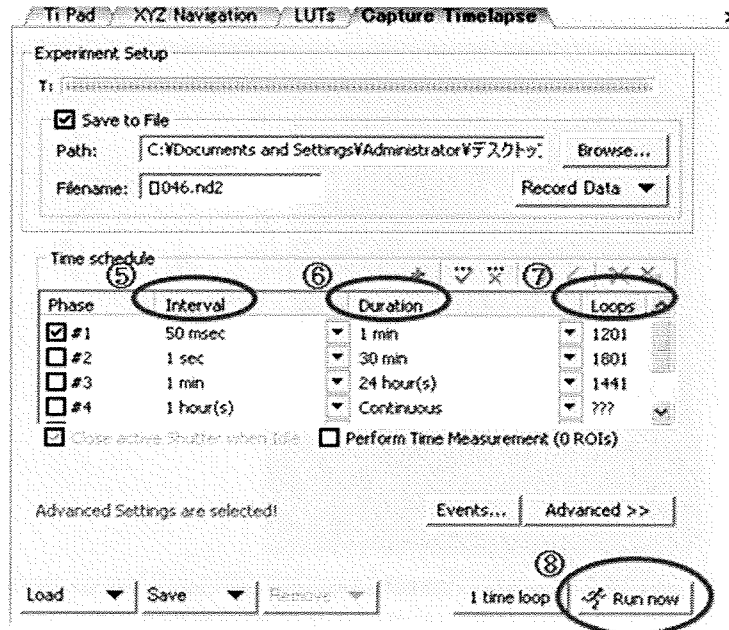 Ti Pad XYZ Navigation LUTs Capture Timelapse
Experiment Setup
T:
Save to File
Path: C:¥Documents and Settings¥Administrator¥デスクトッ Browse...
Filename: 046.nd2 Record Data
Time schedule
⑤ ⑥ ⑦
Phase Interval Duration Loops
#1 50 msec 1 min 1201
#2 1 sec 30 min 1801
#3 1 min 24 hour(s) 1441
#4 1 hour(s) Continuous ???
Close active Shutter when Idle Perform Time Measurement (0 ROIs)
Advanced Settings are selected! Events... Advanced >>
⑧
Load Save Remove 1 time loop Run now